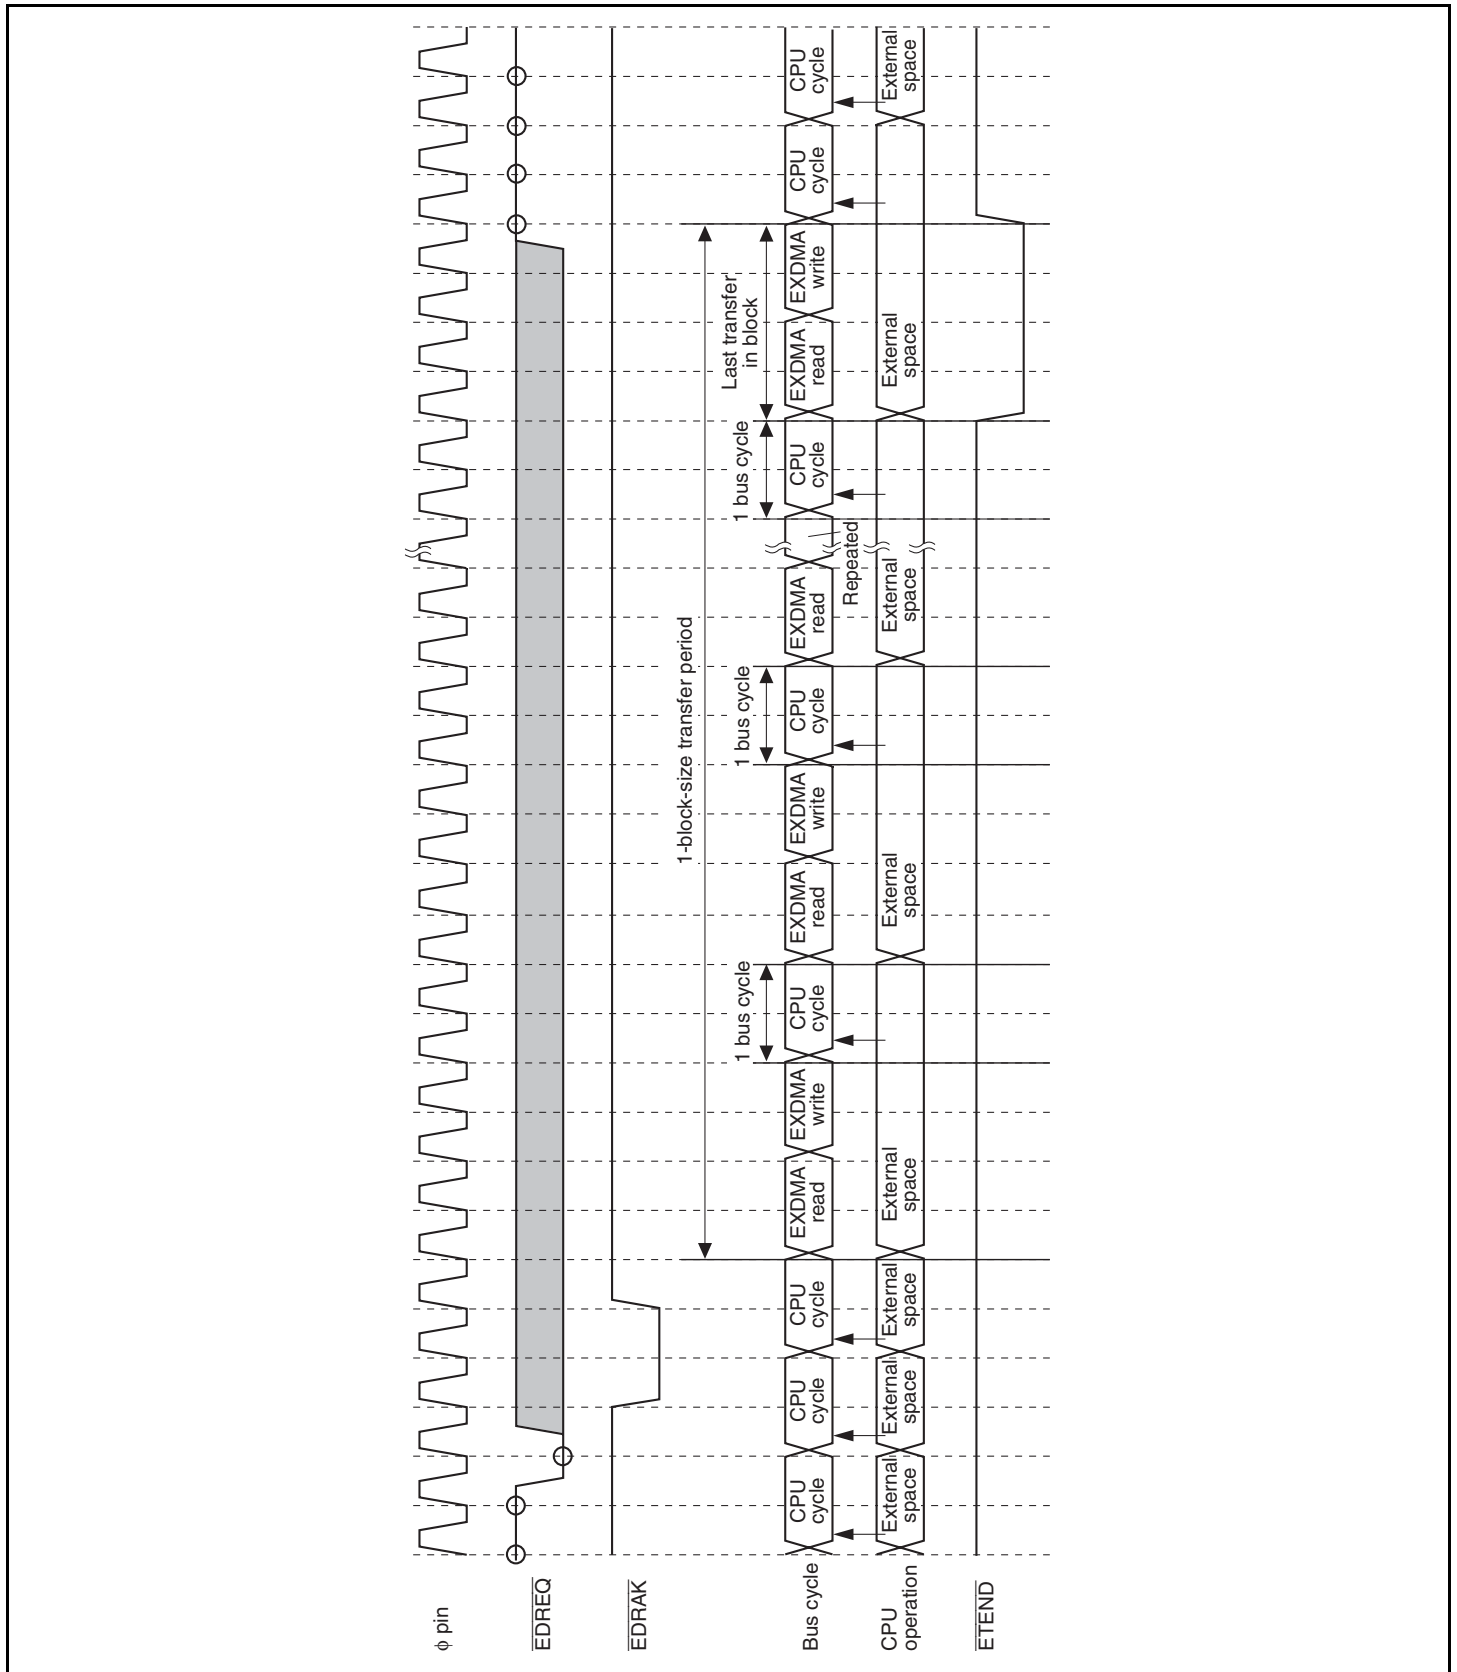 φ pin
EDREQ
EDRAK
1-block-size transfer period
Last transfer
in block
1 bus cycle
1 bus cycle
1 bus cycle
Bus cycle
CPU
cycle
CPU
cycle
CPU
cycle
EXDMA
read
EXDMA
write
CPU
cycle
EXDMA
read
EXDMA
write
CPU
cycle
EXDMA
read
CPU
cycle
EXDMA
read
EXDMA
write
CPU
cycle
CPU
cycle
Repeated
CPU
operation
External
space
External
space
External
space
External
space
External
space
External
space
External
space
External
space
ETEND